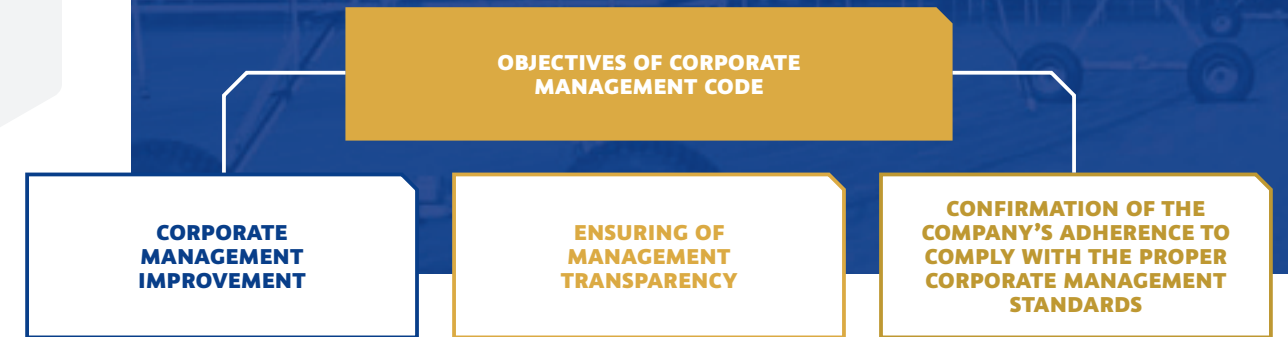 OBJECTIVES OF CORPORATE
MANAGEMENT CODE
CORPORATE
MANAGEMENT
IMPROVEMENT
ENSURING OF
MANAGEMENT
TRANSPARENCY
CONFIRMATION OF THE
COMPANY’S ADHERENCE TO
COMPLY WITH THE PROPER
CORPORATE MANAGEMENT
STANDARDS